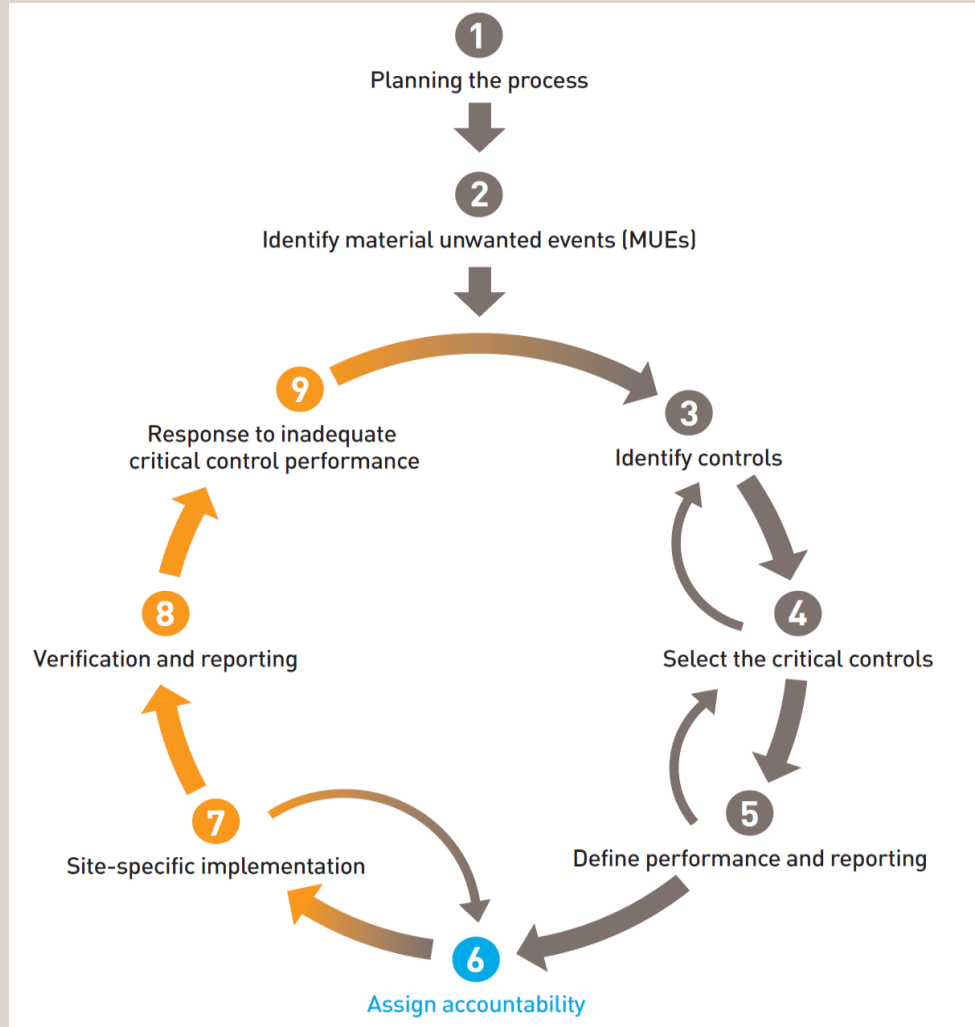 1
Planning the process
2
Identify material unwanted events (MUEs)
9
Response to inadequate
critical control performance
3
Identify controls
4
Select the critical controls
5
Define performance and reporting
6
Assign accountability
7
Site-specific implementation
8
Verification and reporting